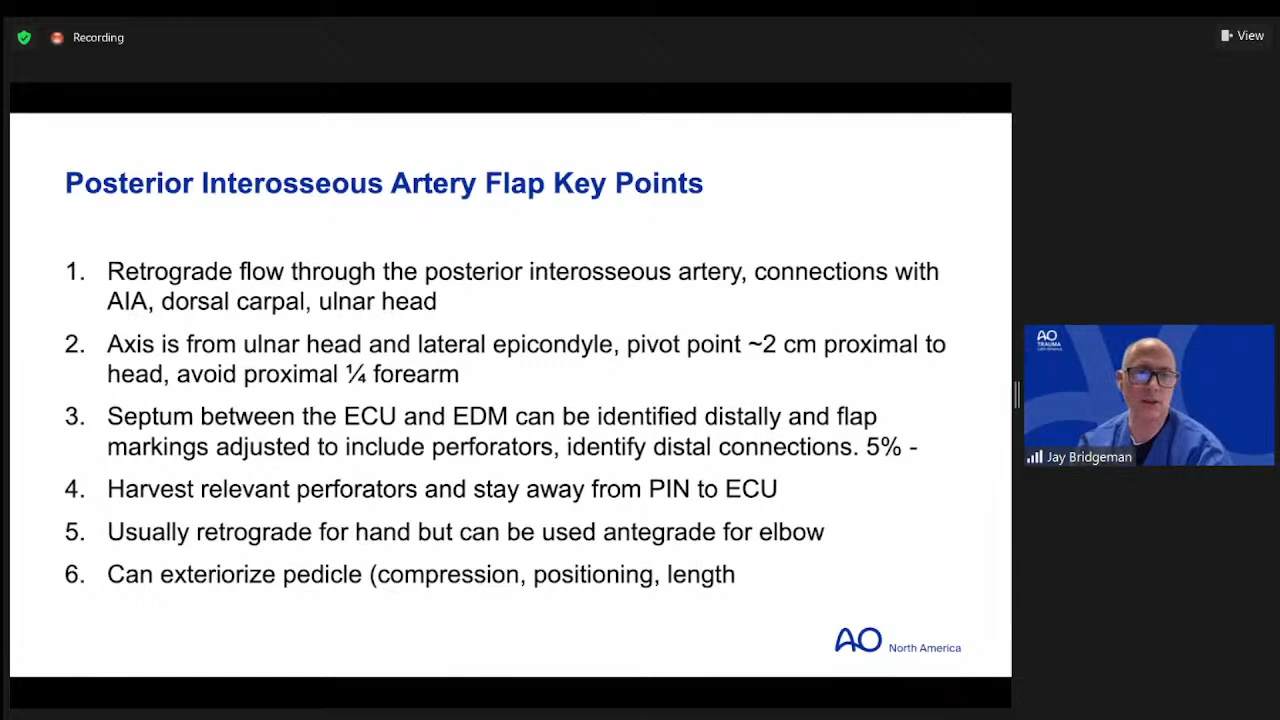 Recording
View
Posterior Interosseous Artery Flap Key Points
1. Retrograde flow through the posterior interosseous artery, connections with
AIA, dorsal carpal, ulnar head
2. Axis is from ulnar head and lateral epicondyle, pivot point ~2 cm proximal to
head, avoid proximal ¼ forearm
3. Septum between the ECU and EDM can be identified distally and flap
markings adjusted to include perforators, identify distal connections. 5% -
4. Harvest relevant perforators and stay away from PIN to ECU
5. Usually retrograde for hand but can be used antegrade for elbow
6. Can exteriorize pedicle (compression, positioning, length
AO North America
AO
TRAUMA
Jay Bridgeman